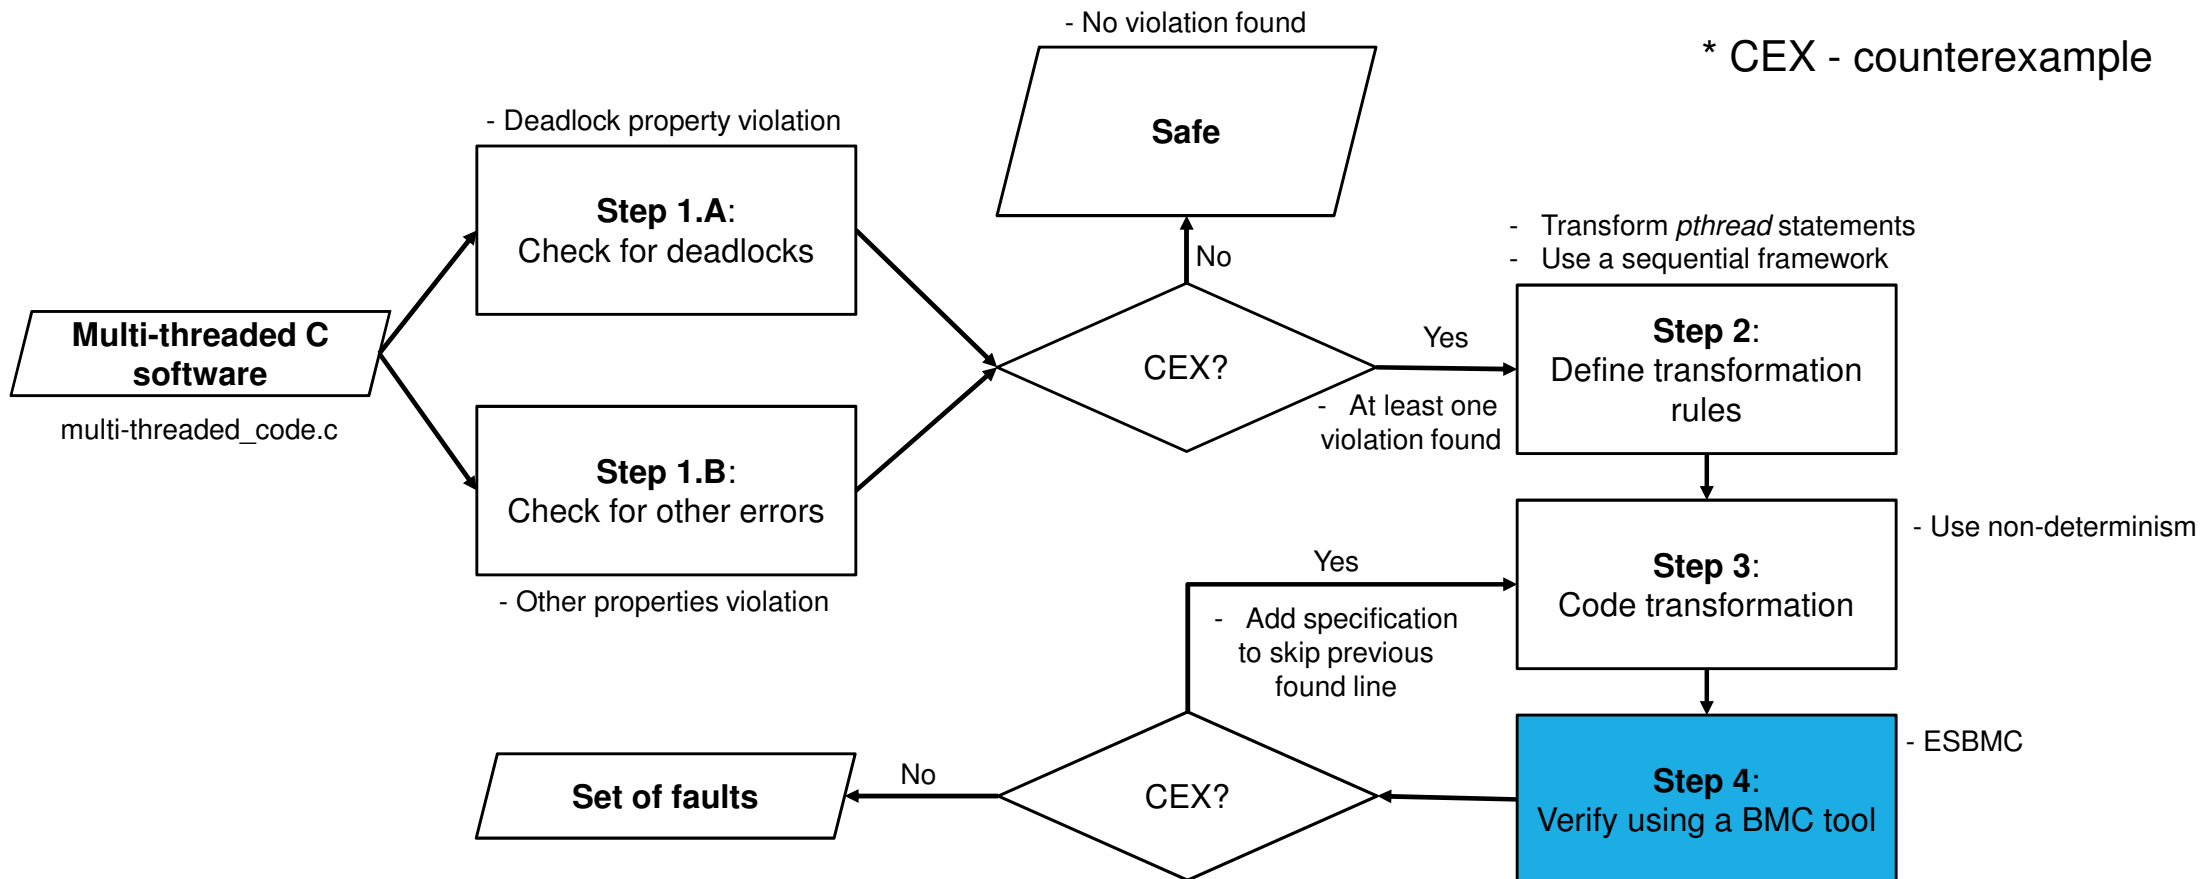 - No violation found
* CEX - counterexample
Safe
- Deadlock property violation
Step 1.A:
Check for deadlocks
No
- Transform pthread statements
- Use a sequential framework
Multi-threaded C
software
multi-threaded_code.c
CEX?
Yes
- At least one
violation found
Step 2:
Define transformation
rules
Step 1.B:
Check for other errors
- Other properties violation
- Use non-determinism
Step 3:
Code transformation
Yes
- Add specification
to skip previous
found line
- ESBMC
Step 4:
Verify using a BMC tool
CEX?
No
Set of faults